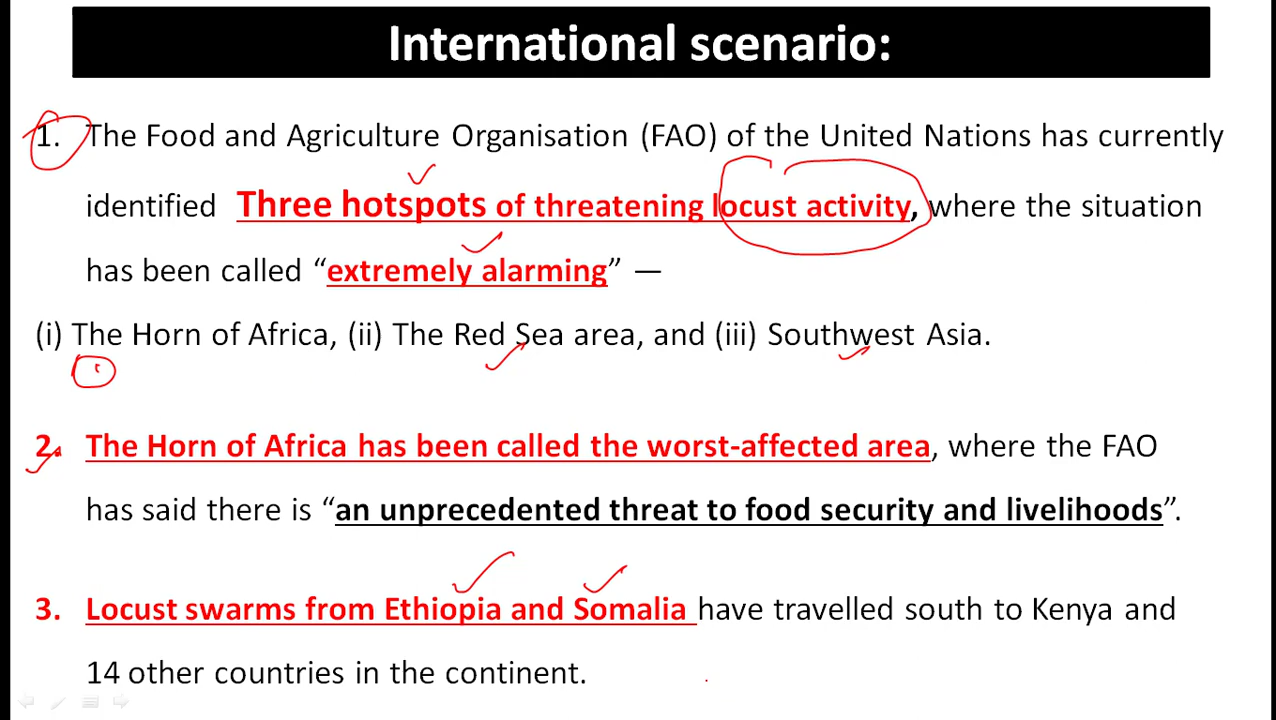 International scenario:
1. The Food and Agriculture Organisation (FAO) of the United Nations has currently
identified Three hotspots of threatening locust activity, where the situation
has been called “extremely alarming” —
(i) The Horn of Africa, (ii) The Red Sea area, and (iii) Southwest Asia.
2. The Horn of Africa has been called the worst-affected area, where the FAO
has said there is “an unprecedented threat to food security and livelihoods”.
3. Locust swarms from Ethiopia and Somalia have travelled south to Kenya and
14 other countries in the continent.